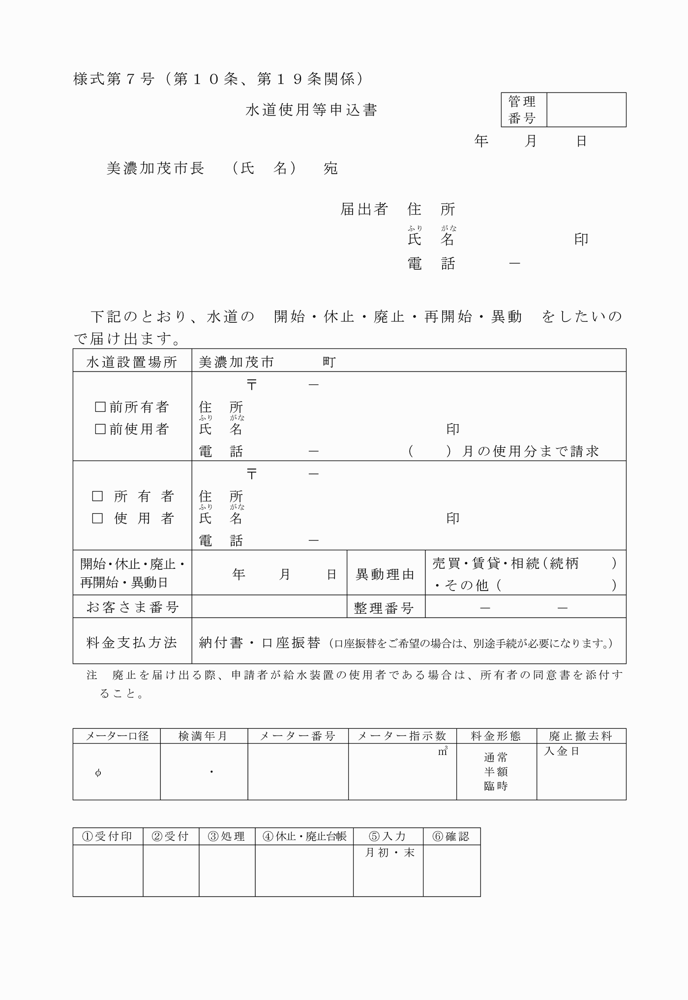 様式第７号（第１０条、第１９条関係）
水道使用等申込書
管理
番号
年　　月　　日
美濃加茂市長　（氏　名）　宛
届出者　住　所
ふり　がな
氏　名　　　　　　　印
電　話　　　－
下記のとおり、水道の　開始・休止・廃止・再開始・異動　をしたいの
で届け出ます。
水道設置場所　美濃加茂市　　　町
〒　　　－
□前所有者　住　所
ふり　がな
□前使用者　氏　名　　　　　　　印
電　話　　　－　　　　　（　　）月の使用分まで請求
〒　　　－
□所有者　住　所
ふり　がな
□使用者　氏　名　　　　　　　印
電　話　　　－
開始・休止・廃止・
再開始・異動日
年　　月　　日
異動理由
売買・賃貸・相続（続柄　　）
・その他（　　　　　　　）
お客さま番号　　　整理番号　　　－　　　－
料金支払方法　納付書・口座振替（口座振替をご希望の場合は、別途手続が必要になります。）
注　廃止を届け出る際、申請者が給水装置の使用者である場合は、所有者の同意書を添付す
ること。
メーター口径　検満年月　メーター番号　メーター指示数　料金形態　廃止撤去料
φ
・
㎥
通常
半額
臨時
入金日
①受付印　②受付　③処理　④休止・廃止台帳　⑤入力　⑥確認
月初・末